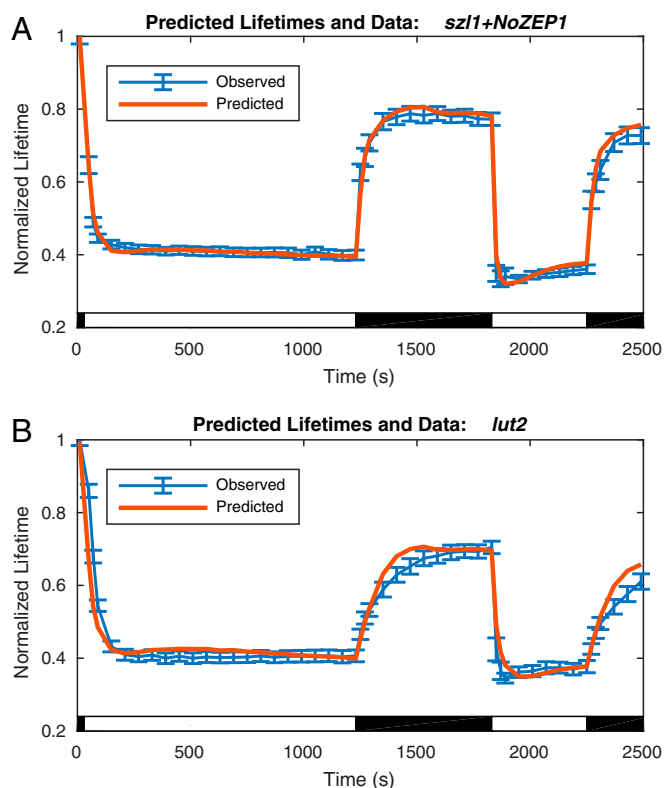 A
Predicted Lifetimes and Data: szl1+NoZEP1
Normalized Lifetime
1
0.8
0.6
0.4
0.2
Observed
Predicted
0 500 1000 1500 2000 2500
Time (s)
B
Predicted Lifetimes and Data: lut2
Normalized Lifetime
1
0.8
0.6
0.4
0.2
Observed
Predicted
0 500 1000 1500 2000 2500
Time (s)